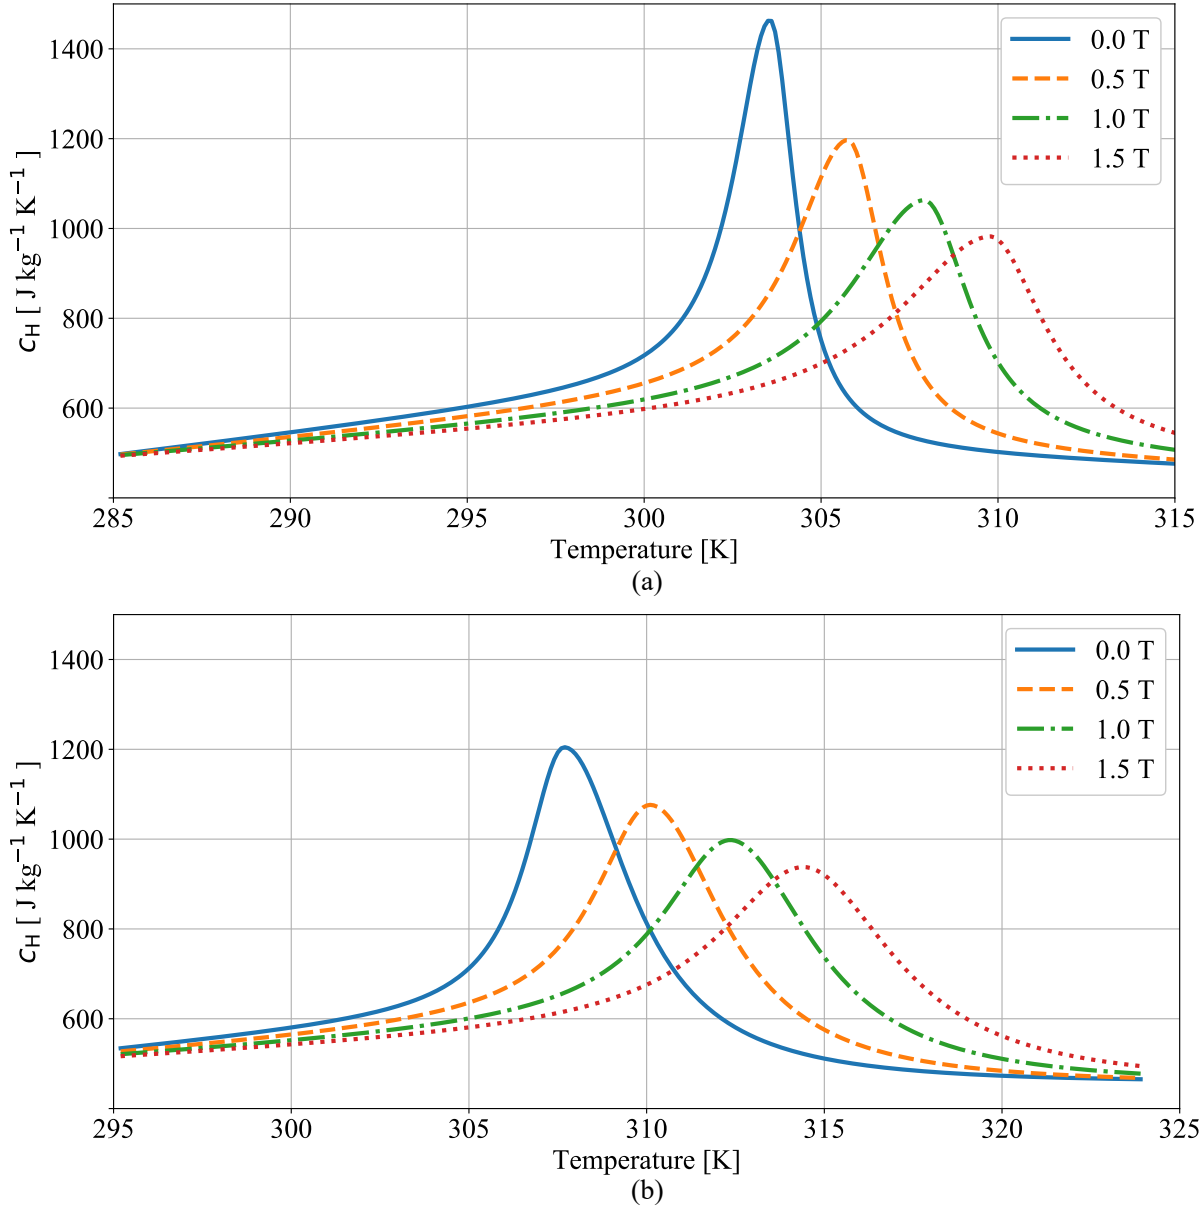 1400
1200
1000
800
600
c_H [ J kg⁻¹ K⁻¹ ]
0.0 T
0.5 T
1.0 T
1.5 T
285 290 295 300 305 310 315
Temperature [K]
(a)
1400
1200
1000
800
600
c_H [ J kg⁻¹ K⁻¹ ]
0.0 T
0.5 T
1.0 T
1.5 T
295 300 305 310 315 320 325
Temperature [K]
(b)